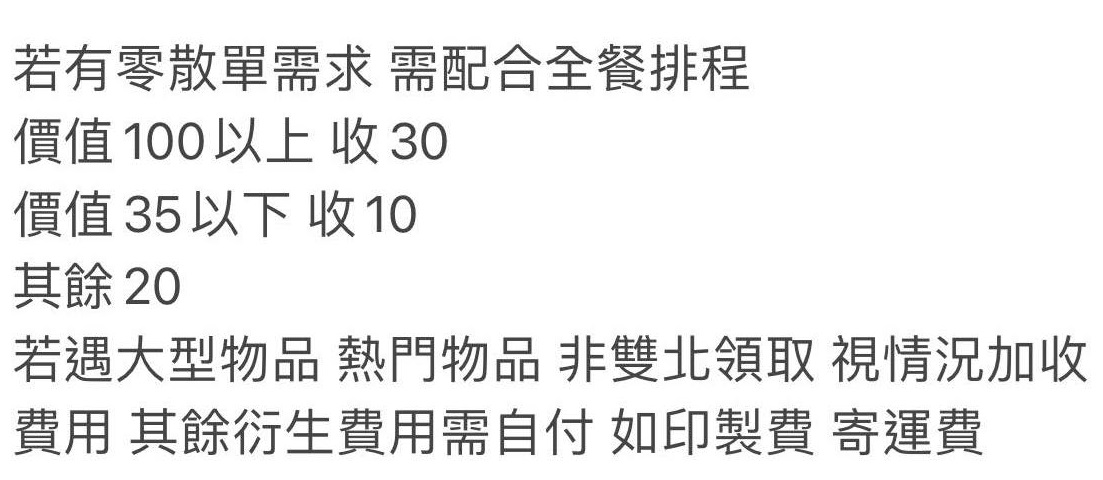 若有零散單需求 需配合全餐排程
價值100以上 收30
價值35以下 收10
其餘20
若遇大型物品 熱門物品 非雙北領取 視情況加收
費用 其餘衍生費用需自付 如印製費 寄運費